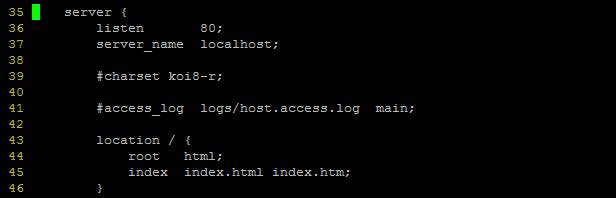 35     server {
36         listen       80;
37         server_name  localhost;
38
39         #charset koi8-r;
40
41         #access_log  logs/host.access.log  main;
42
43         location / {
44             root   html;
45             index  index.html index.htm;
46         }